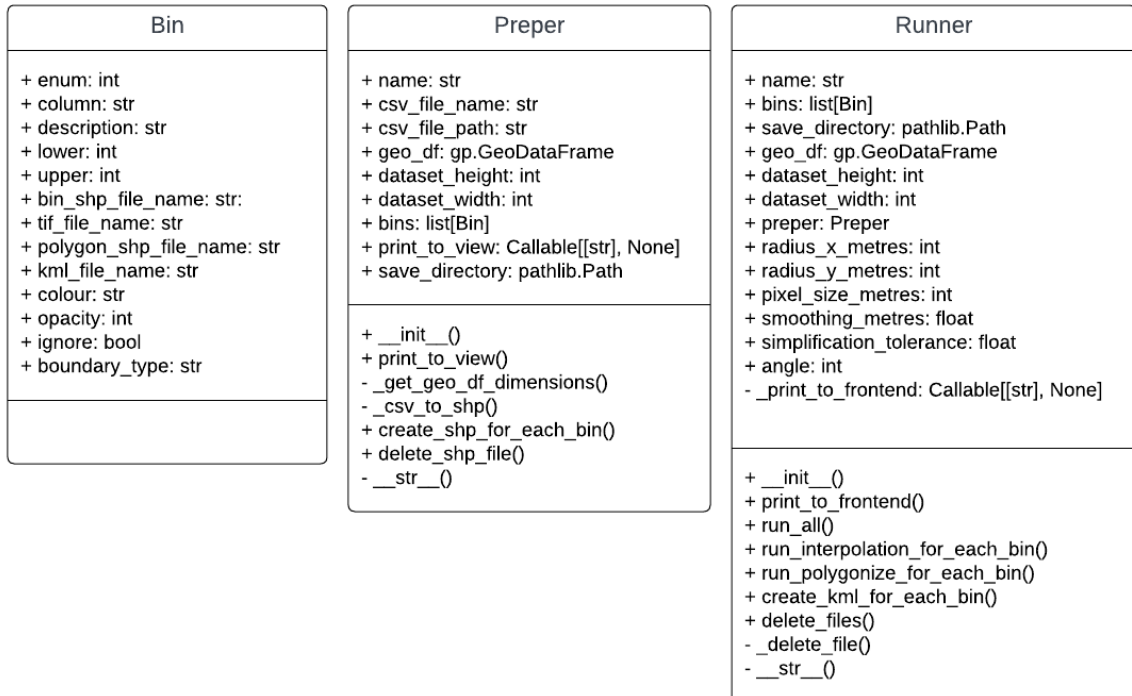 Bin
+ enum: int
+ column: str
+ description: str
+ lower: int
+ upper: int
+ bin_shp_file_name: str:
+ tif_file_name: str
+ polygon_shp_file_name: str
+ kml_file_name: str
+ colour: str
+ opacity: int
+ ignore: bool
+ boundary_type: str
Preper
+ name: str
+ csv_file_name: str
+ csv_file_path: str
+ geo_df: gp.GeoDataFrame
+ dataset_height: int
+ dataset_width: int
+ bins: list[Bin]
+ print_to_view: Callable[[str], None]
+ save_directory: pathlib.Path
+ __init__()
+ print_to_view()
- _get_geo_df_dimensions()
- _csv_to_shp()
+ create_shp_for_each_bin()
+ delete_shp_file()
- __str__()
Runner
+ name: str
+ bins: list[Bin]
+ save_directory: pathlib.Path
+ geo_df: gp.GeoDataFrame
+ dataset_height: int
+ dataset_width: int
+ preper: Preper
+ radius_x_metres: int
+ radius_y_metres: int
+ pixel_size_metres: int
+ smoothing_metres: float
+ simplification_tolerance: float
+ angle: int
- _print_to_frontend: Callable[[str], None]
+ __init__()
+ print_to_frontend()
+ run_all()
+ run_interpolation_for_each_bin()
+ run_polygonize_for_each_bin()
+ create_kml_for_each_bin()
+ delete_files()
- _delete_file()
- __str__()